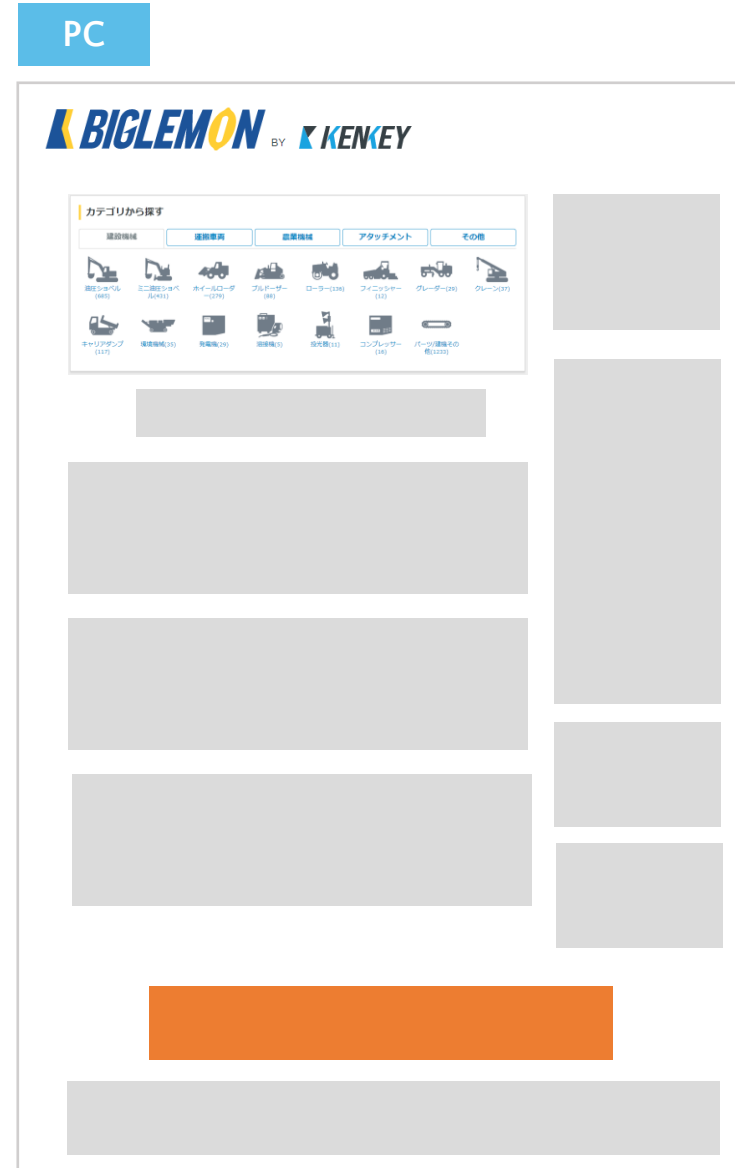 PC
BIGLEMON BY KENKEY
カテゴリから探す
建設機械 運搬車両 農業機械 アタッチメント その他
油圧ショベル ミニ油圧ショベ ホイールローダ ブルドーザー ローラー(136) フィニッシャー グレーダー(29) クレーン(37)
(685) ル(431) ー(279) (88) (12)
キャリアダンプ 環境機械(35) 発電機(29) 溶接機(5) 投光器(11) コンプレッサー パーツ/建機その
(117) (16) 他(1232)